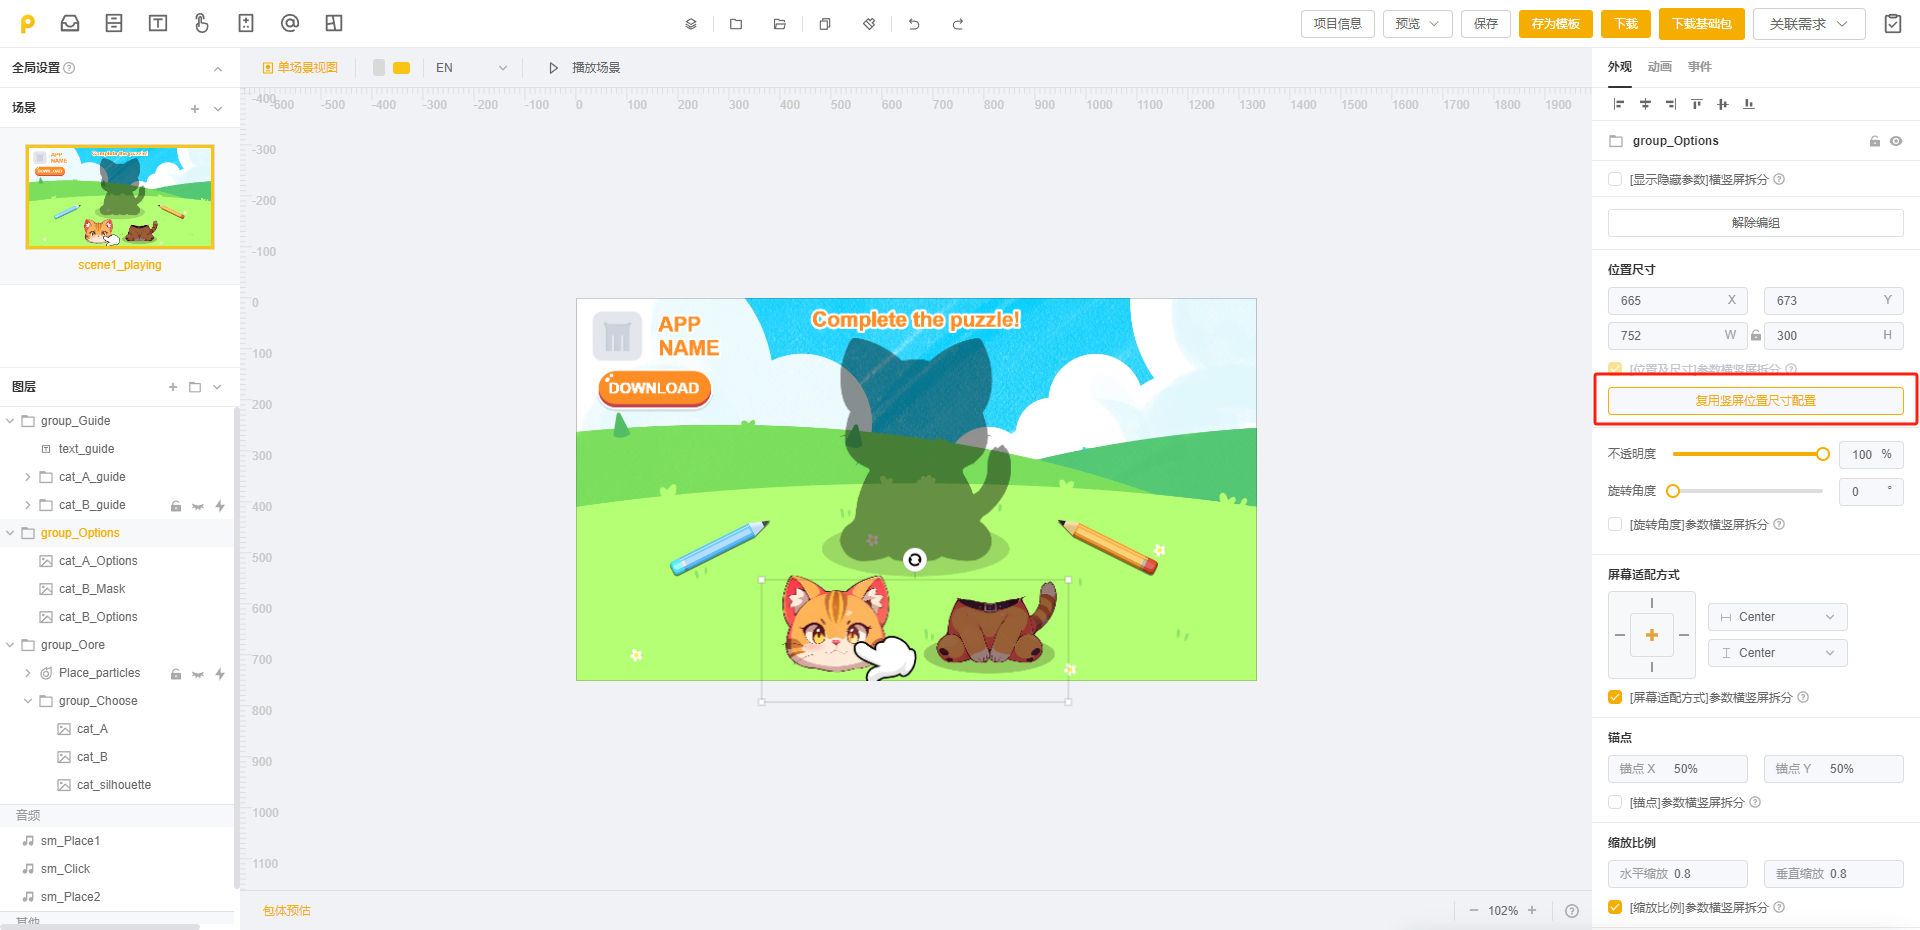 项目信息
预览
保存
存为模板
下载
下载基础包
关联需求
全局设置
场景
APP
NAME
DOWNLOAD
Complete the puzzle!
scene1_playing
图层
group_Guide
text_guide
cat_A_guide
cat_B_guide
group_Options
cat_A_Options
cat_B_Mask
cat_B_Options
group_Oore
Place_particles
group_Choose
cat_A
cat_B
cat_silhouette
音频
sm_Place1
sm_Click
sm_Place2
其他
单场景视图
EN
播放场景
-400
-600 -500 -400 -300 -200 -100 0 100 200 300 400 500 600 700 800 900 1000 1100 1200 1300 1400 1500 1600 1700 1800 1900
-300
-200
-100
0
100
200
300
400
500
600
700
800
900
1000
1100
APP
NAME
DOWNLOAD
Complete the puzzle!
包体预估
102%
外观 动画 事件
group_Options
[显示隐藏参数]横竖屏拆分
解除编组
位置尺寸
665 X 673 Y
752 W 300 H
[位置及尺寸]参数横竖屏拆分
复用竖屏位置尺寸配置
不透明度 100 %
旋转角度 0 °
[旋转角度]参数横竖屏拆分
屏幕适配方式
Center
Center
[屏幕适配方式]参数横竖屏拆分
锚点
锚点 X 50% 锚点 Y 50%
[锚点]参数横竖屏拆分
缩放比例
水平缩放 0.8 垂直缩放 0.8
[缩放比例]参数横竖屏拆分